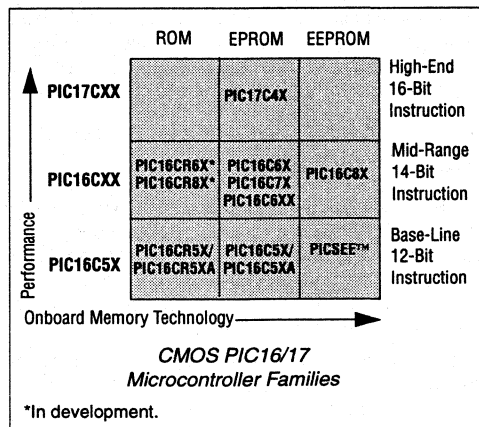 ROM EPROM EEPROM
PIC17CXX
PIC17C4X
High-End
16-Bit
Instruction
PIC16CXX
PIC16CR6X*
PIC16CR8X*
PIC16C6X
PIC16C7X
PIC16C6XX
PIC16C8X
Mid-Range
14-Bit
Instruction
PIC16C5X
PIC16CR5X/
PIC16CR5XA
PIC16C5X/
PIC16C5XA
PICSEE™
Base-Line
12-Bit
Instruction
Performance
Onboard Memory Technology
CMOS PIC16/17
Microcontroller Families
*In development.